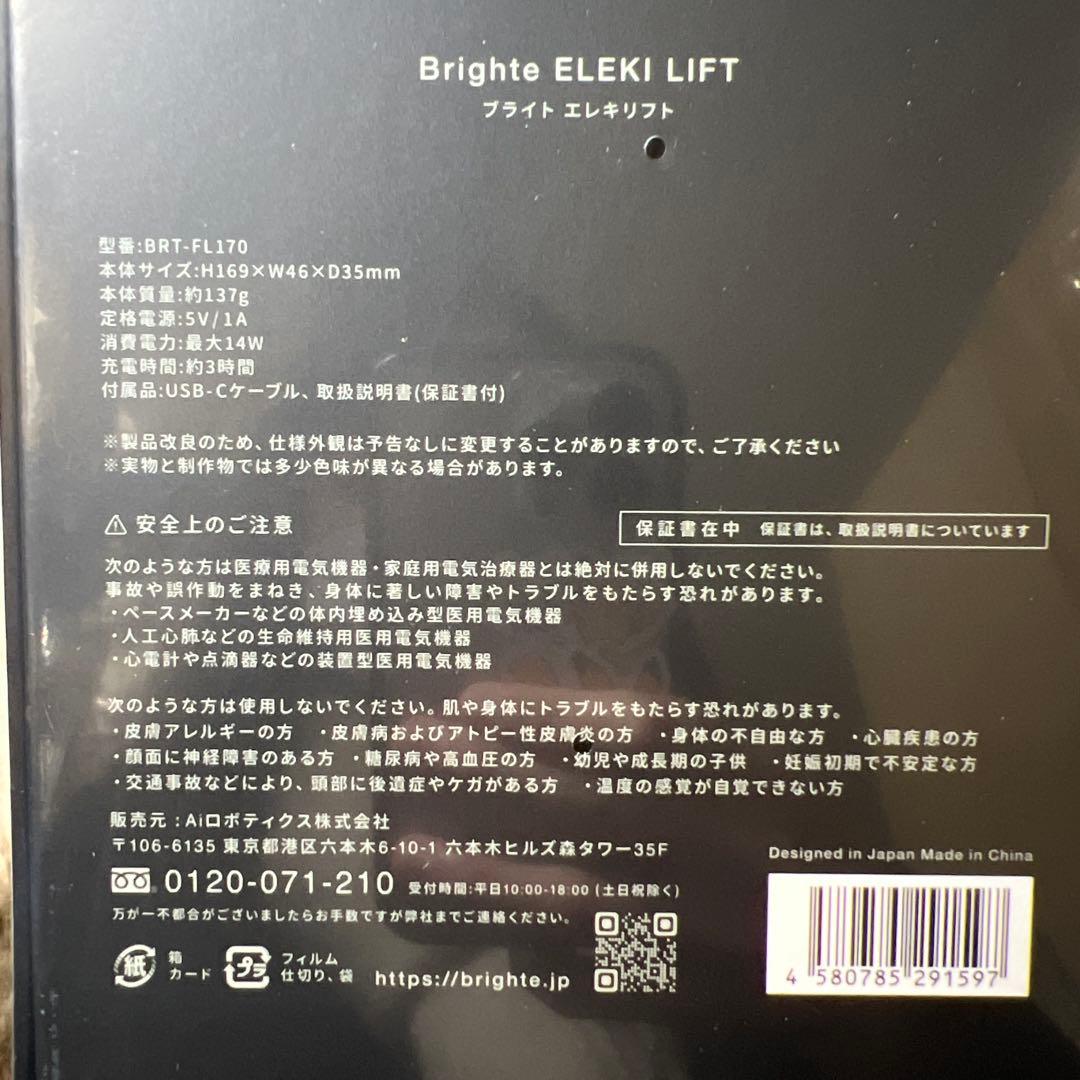 Brighte ELEKI LIFT
ブライト エレキリフト
型番:BRT-FL170
本体サイズ:H169×W46×D35mm
本体質量:約137g
定格電源:5V/1A
消費電力:最大14W
充電時間:約3時間
付属品:USB-Cケーブル、取扱説明書(保証書付)
※製品改良のため、仕様外観は予告なしに変更することがありますので、ご了承ください
※実物と制作物では多少色味が異なる場合があります。
⚠ 安全上のご注意
保証書在中 保証書は、取扱説明書についています
次のような方は医療用電気機器・家庭用電気治療器とは絶対に併用しないでください。
事故や誤作動をまねき、身体に著しい障害やトラブルをもたらす恐れがあります。
・ペースメーカーなどの体内埋め込み型医用電気機器
・人工心肺などの生命維持用医用電気機器
・心電計や点滴器などの装置型医用電気機器
次のような方は使用しないでください。肌や身体にトラブルをもたらす恐れがあります。
・皮膚アレルギーの方 ・皮膚病およびアトピー性皮膚炎の方 ・身体の不自由な方 ・心臓疾患の方
・顔面に神経障害のある方 ・糖尿病や高血圧の方 ・幼児や成長期の子供 ・妊娠初期で不安定な方
・交通事故などにより、頭部に後遺症やケガがある方 ・温度の感覚が自覚できない方
販売元:Aiロボティクス株式会社
〒106-6135 東京都港区六本木6-10-1 六本木ヒルズ森タワー35F
Designed in Japan Made in China
0120-071-210 受付時間:平日10:00-18:00 (土日祝除く)
万が一不都合がございましたらお手数ですが弊社までご連絡ください。
紙 箱 カード
プラ フィルム 仕切り、袋
https://brighte.jp
4 580785 291597